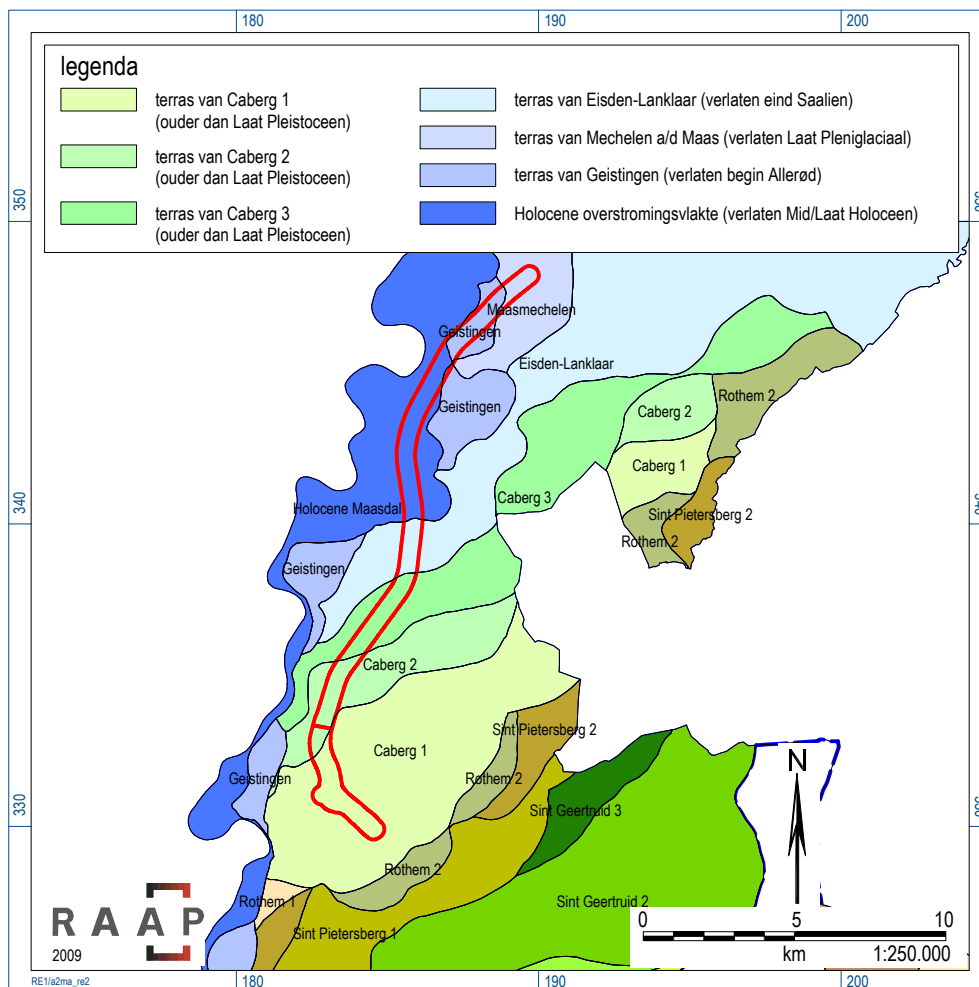 180
190
200
legenda
terras van Caberg 1
(ouder dan Laat Pleistoceen)
terras van Caberg 2
(ouder dan Laat Pleistoceen)
terras van Caberg 3
(ouder dan Laat Pleistoceen)
terras van Eisden-Lanklaar (verlaten eind Saalien)
terras van Mechelen a/d Maas (verlaten Laat Pleniglaciaal)
terras van Geistingen (verlaten begin Allerød)
Holocene overstromingsvlakte (verlaten Mid/Laat Holoceen)
350
350
Maasmechelen
Geistingen
Eisden-Lanklaar
Geistingen
Rothem 2
Caberg 2
Caberg 1
Caberg 3
Holocene Maasdal
Sint Pietersberg 2
340
340
Rothem 2
Geistingen
Caberg 2
Sint Pietersberg 2
Caberg 1
Geistingen
Rothem 2
N
Sint Geertruid 3
330
330
Rothem 2
Rothem 1
Sint Geertruid 2
Sint Pietersberg 1
RAAP
2009
0 5 10
km 1:250.000
RE1/a2ma_re2
180
190
200